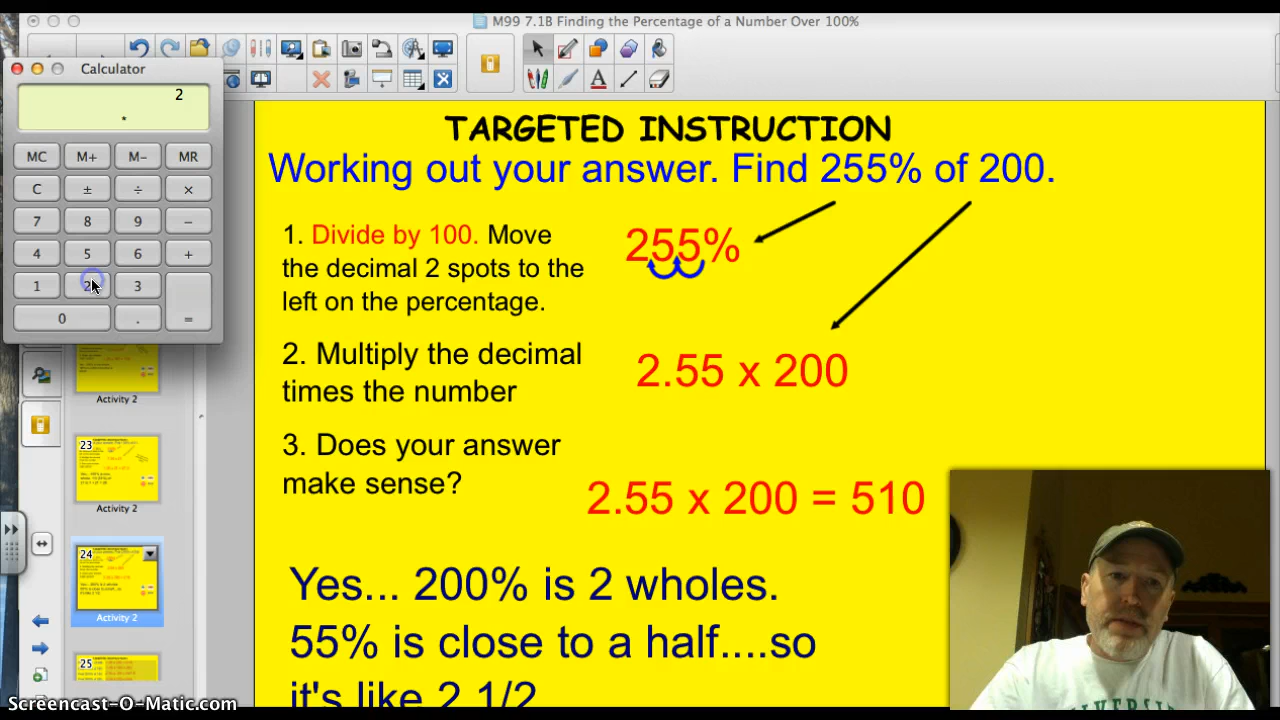 M99 7.1B Finding the Percentage of a Number Over 100%
Calculator
2
*
MC M+ M− MR
C ± ÷ ×
7 8 9 −
4 5 6 +
1 2 3
0 . =
TARGETED INSTRUCTION
Working out your answer. Find 255% of 200.
1. Divide by 100. Move
the decimal 2 spots to the
left on the percentage.
255%
2. Multiply the decimal
times the number
2.55 x 200
3. Does your answer
make sense?
2.55 x 200 = 510
Yes... 200% is 2 wholes.
55% is close to a half....so
it's like 2 1/2
Activity 2
23
Activity 2
24
Activity 2
25
Screencast-O-Matic.com